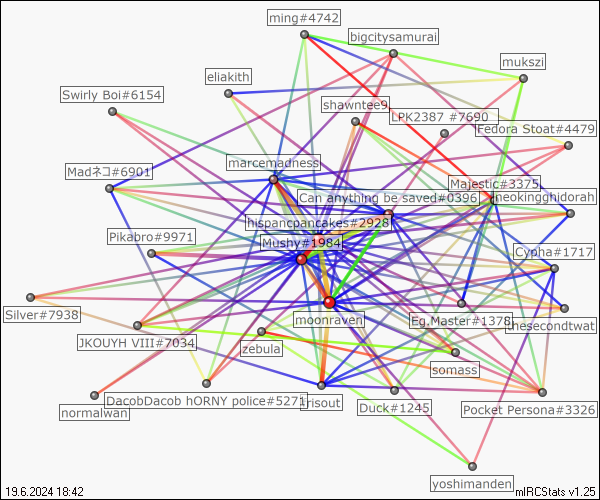 ming#4742
bigcitysamurai
mukszi
eliakith
Swirly Boi#6154
shawntee9
LPK2387 #7690
Fedora Stoat#4479
marcemadness
Madネコ#6901
Majestic#3375
Can anything be saved#0396
neokingghidorah
hispancpancakes#2928
Pikabro#9971
Mushy#1984
Cypha#1717
Silver#7938
moonraven
Eg.Master#1378
thesecondtwat
JKOUYH VIII#7034
zebula
somass
DacobDacob hORNY police#5271
risout
Duck#1245
Pocket Persona#3326
normalwan
yoshimanden
19.6.2024 18:42
mIRCStats v1.25